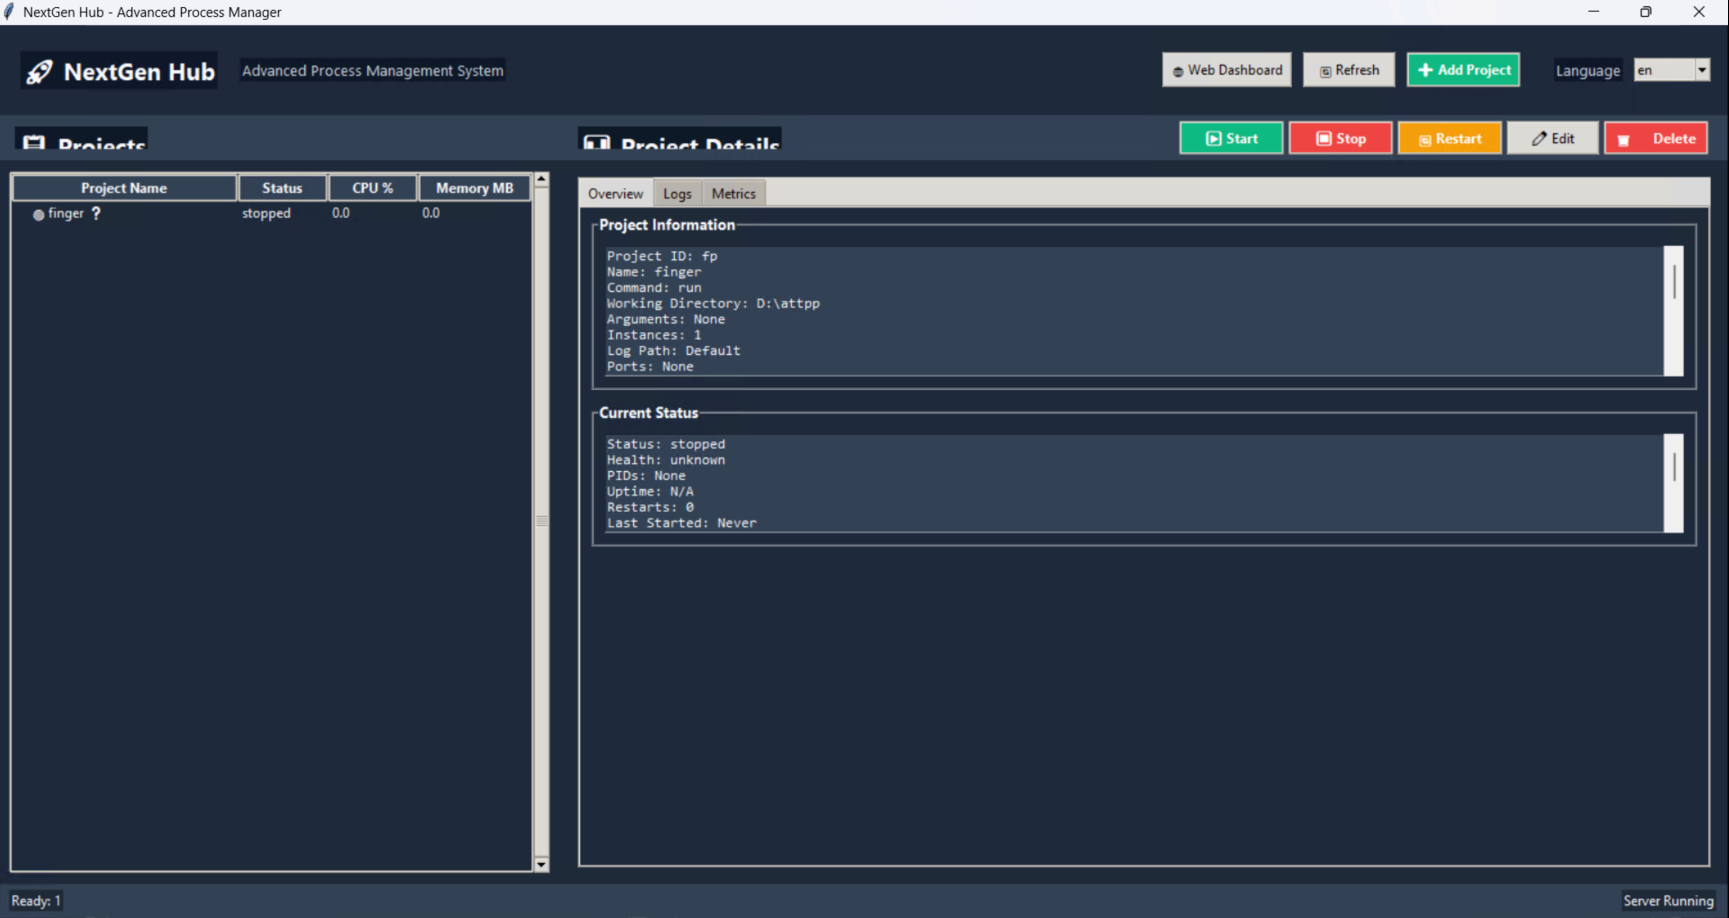 NextGen Hub - Advanced Process Manager
NextGen Hub
Advanced Process Management System
Web Dashboard
Refresh
Add Project
Language
en
Projects
Project Details
Start
Stop
Restart
Edit
Delete
Project Name Status CPU % Memory MB
finger ? stopped 0.0 0.0
Overview Logs Metrics
Project Information
Project ID: fp
Name: finger
Command: run
Working Directory: D:\attpp
Arguments: None
Instances: 1
Log Path: Default
Ports: None
Current Status
Status: stopped
Health: unknown
PIDs: None
Uptime: N/A
Restarts: 0
Last Started: Never
Ready: 1
Server Running